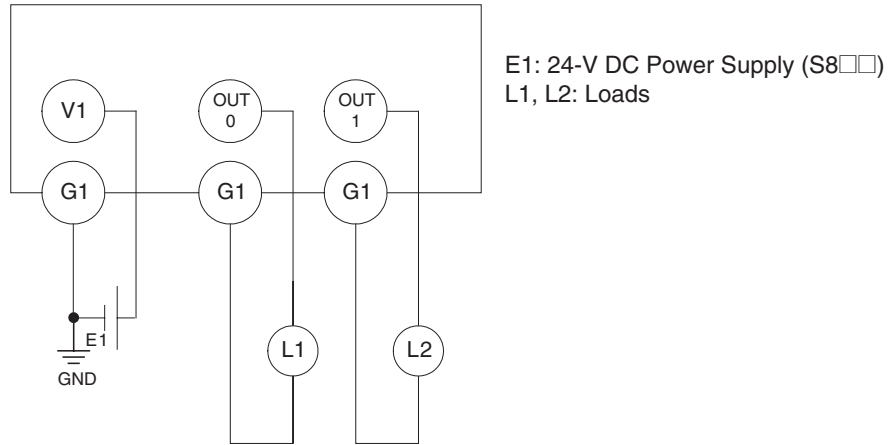 E1: 24-V DC Power Supply (S8□□)
L1, L2: Loads
V1
OUT
0
OUT
1
G1
G1
G1
E1
L1
L2
GND